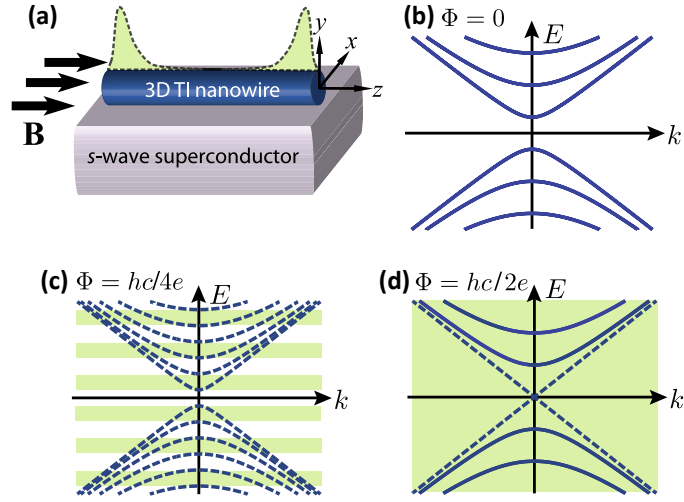 (a)
y
x
z
3D TI nanowire
B
s-wave superconductor
(b) Φ = 0
E
k
(c) Φ = hc/4e
E
k
(d) Φ = hc/2e
E
k